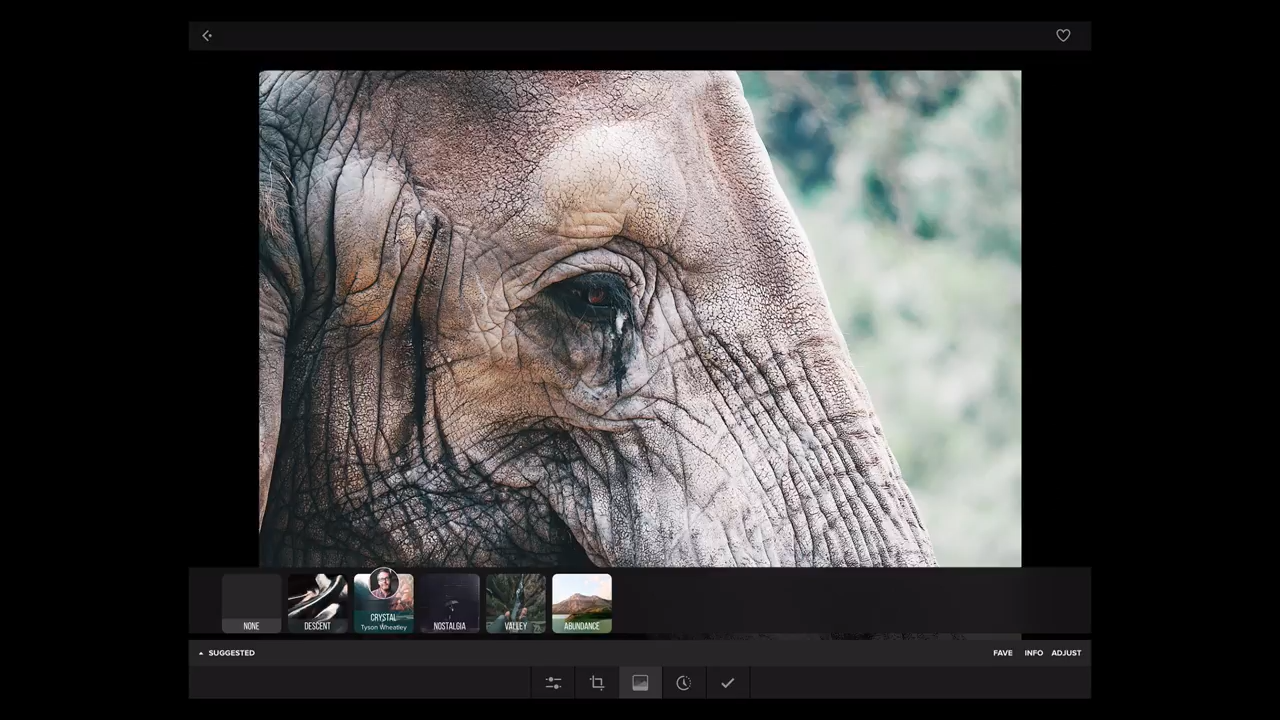 NONE
DESCENT
CRYSTAL
Tyson Wheatley
NOSTALGIA
VALLEY
ABUNDANCE
SUGGESTED
FAVE INFO ADJUST